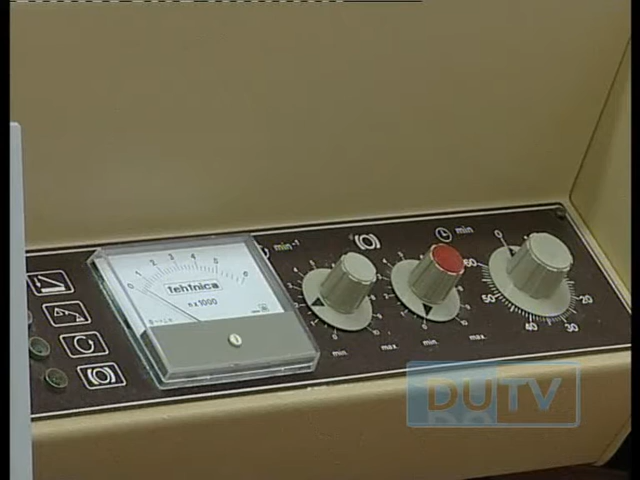 min⁻¹
min
0 1 2 3 4 5 6
Tehtnica
n x 1000
0
60
50
40
30
20
min. max.
min. max.
DUTV